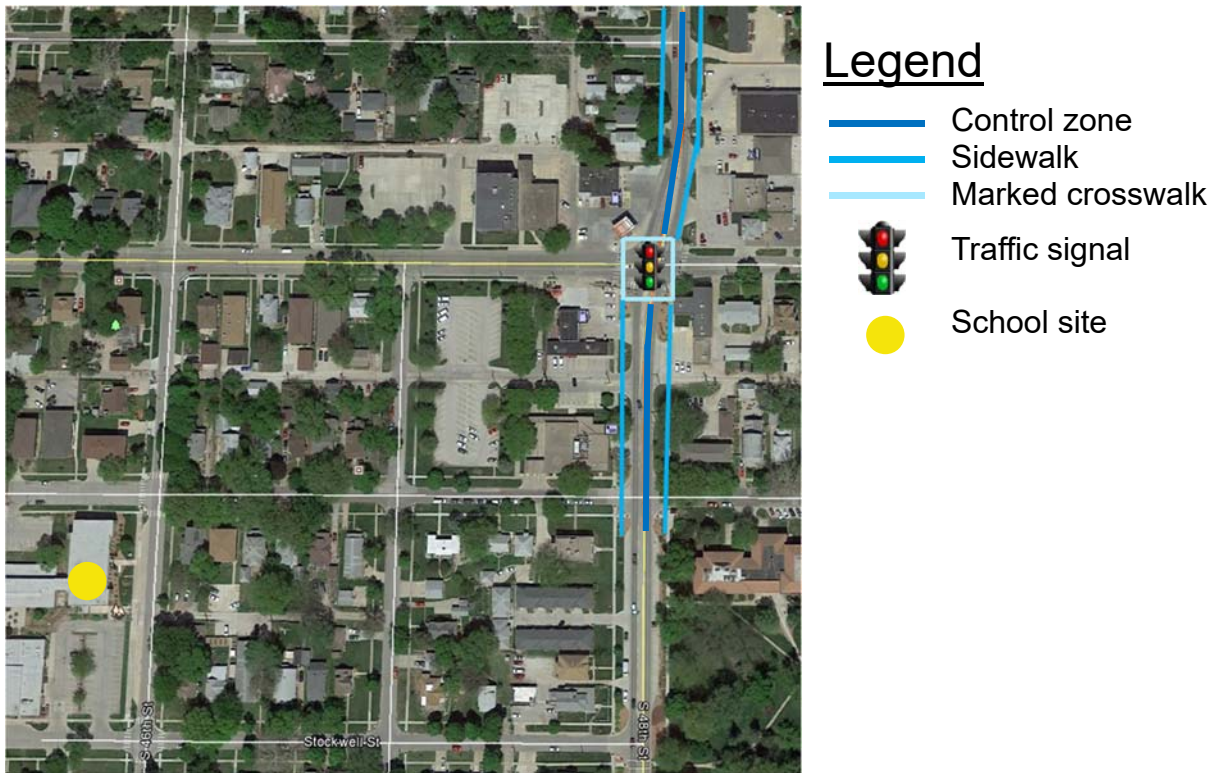 Legend
Control zone
Sidewalk
Marked crosswalk
Traffic signal
School site
S 46th St
Stockwell St
S 48th St